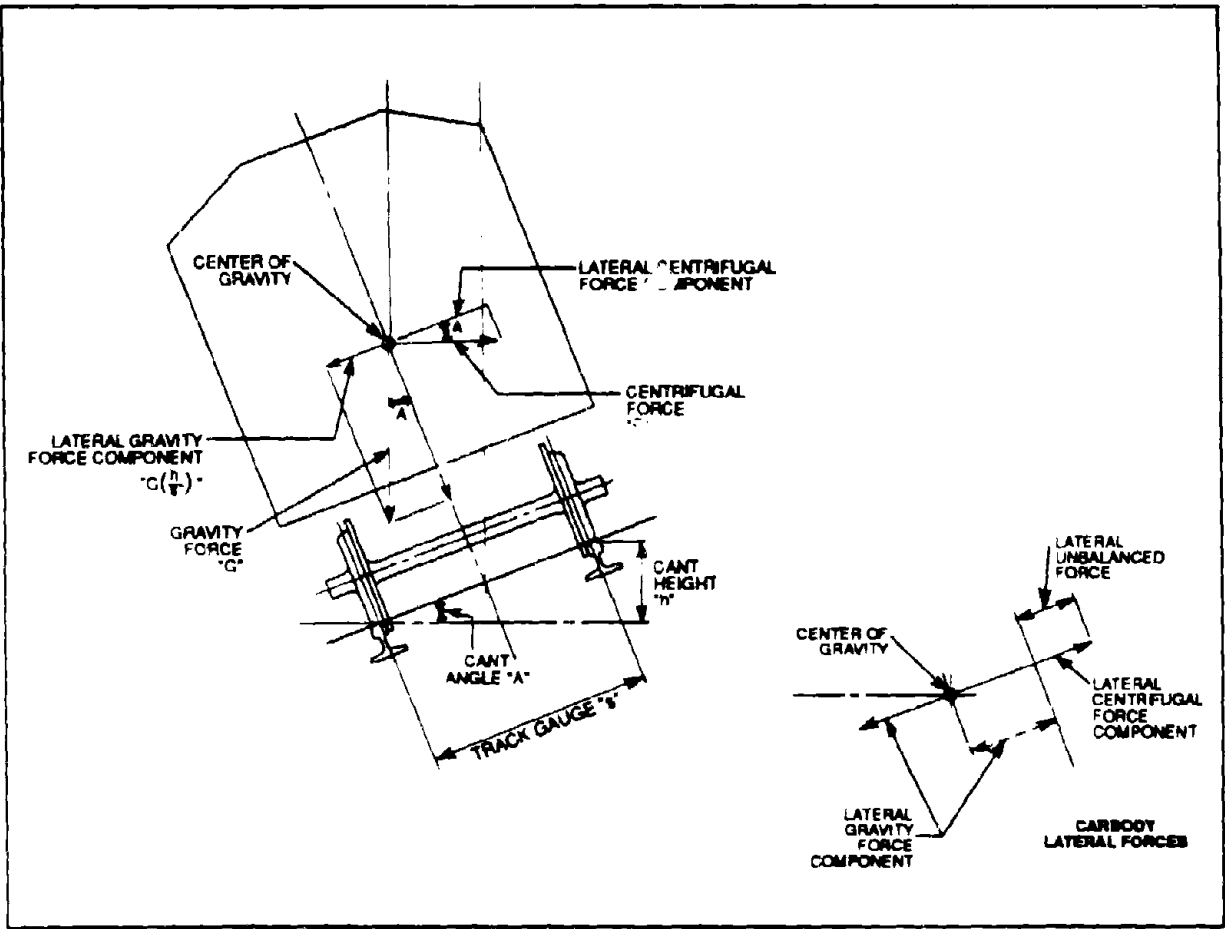 CENTER OF
GRAVITY
LATERAL CENTRIFUGAL
FORCE
A
CENTRIFUGAL
FORCE
A
LATERAL GRAVITY
FORCE COMPONENT
"G(h/s)"
GRAVITY
FORCE
"G"
CANT
HEIGHT
"h"
CANT
ANGLE "A"
TRACK GAUGE "s"
LATERAL
UNBALANCED
FORCE
CENTER OF
GRAVITY
LATERAL
CENTRIFUGAL
FORCE
COMPONENT
LATERAL
GRAVITY
FORCE
COMPONENT
CARBODY
LATERAL FORCES